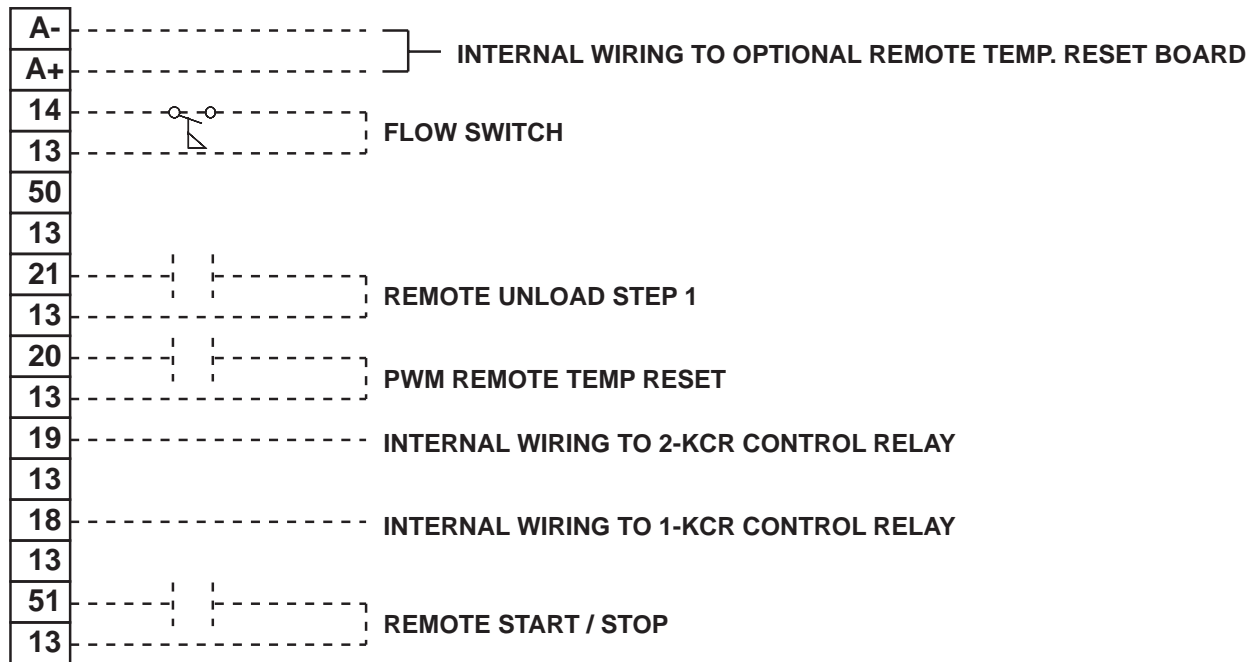 A-
A+
INTERNAL WIRING TO OPTIONAL REMOTE TEMP. RESET BOARD
14
13
FLOW SWITCH
50
13
21
13
REMOTE UNLOAD STEP 1
20
13
PWM REMOTE TEMP RESET
19
INTERNAL WIRING TO 2-KCR CONTROL RELAY
13
18
INTERNAL WIRING TO 1-KCR CONTROL RELAY
13
51
13
REMOTE START / STOP